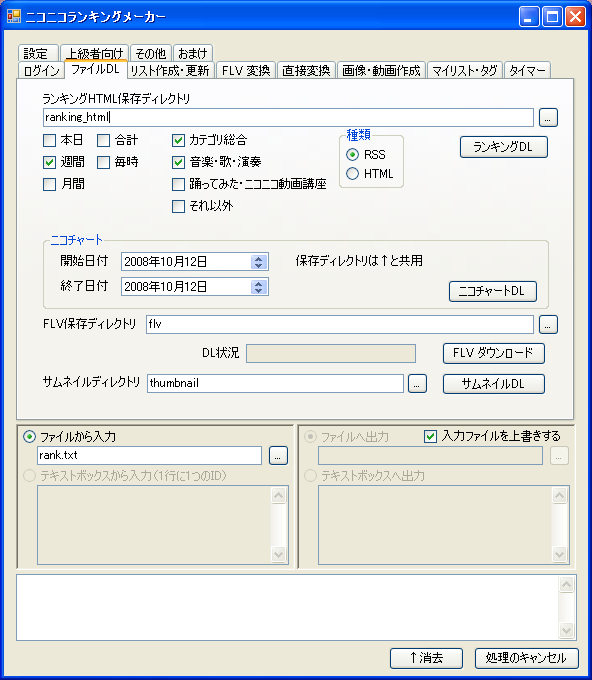 ニコニコランキングメーカー
設定 上級者向け その他 おまけ
ログイン ファイルDL リスト作成・更新 FLV 変換 直接変換 画像・動画作成 マイリスト・タグ タイマー
ランキングHTML保存ディレクトリ
ranking_html ...
本日 合計 カテゴリ総合 種類
週間 毎時 音楽・歌・演奏 RSS ランキングDL
月間 踊ってみた・ニコニコ動画講座 HTML
それ以外
ニコチャート
開始日付 2008年10月12日 保存ディレクトリは↑と共用
終了日付 2008年10月12日 ニコチャートDL
FLV保存ディレクトリ flv ...
DL状況 FLV ダウンロード
サムネイルディレクトリ thumbnail ... サムネイルDL
ファイルから入力
rank.txt ...
テキストボックスから入力(1行に1つのID)
ファイルへ出力 入力ファイルを上書きする
...
テキストボックスへ出力
↑消去 処理のキャンセル